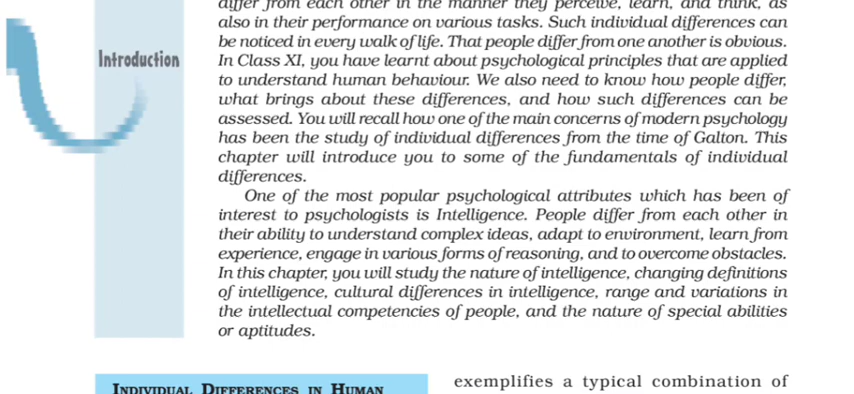 differ from each other in the manner they perceive, learn, and think, as
also in their performance on various tasks. Such individual differences can
be noticed in every walk of life. That people differ from one another is obvious.
Introduction
In Class XI, you have learnt about psychological principles that are applied
to understand human behaviour. We also need to know how people differ,
what brings about these differences, and how such differences can be
assessed. You will recall how one of the main concerns of modern psychology
has been the study of individual differences from the time of Galton. This
chapter will introduce you to some of the fundamentals of individual
differences.
One of the most popular psychological attributes which has been of
interest to psychologists is Intelligence. People differ from each other in
their ability to understand complex ideas, adapt to environment, learn from
experience, engage in various forms of reasoning, and to overcome obstacles.
In this chapter, you will study the nature of intelligence, changing definitions
of intelligence, cultural differences in intelligence, range and variations in
the intellectual competencies of people, and the nature of special abilities
or aptitudes.
INDIVIDUAL DIFFERENCES IN HUMAN
exemplifies a typical combination of